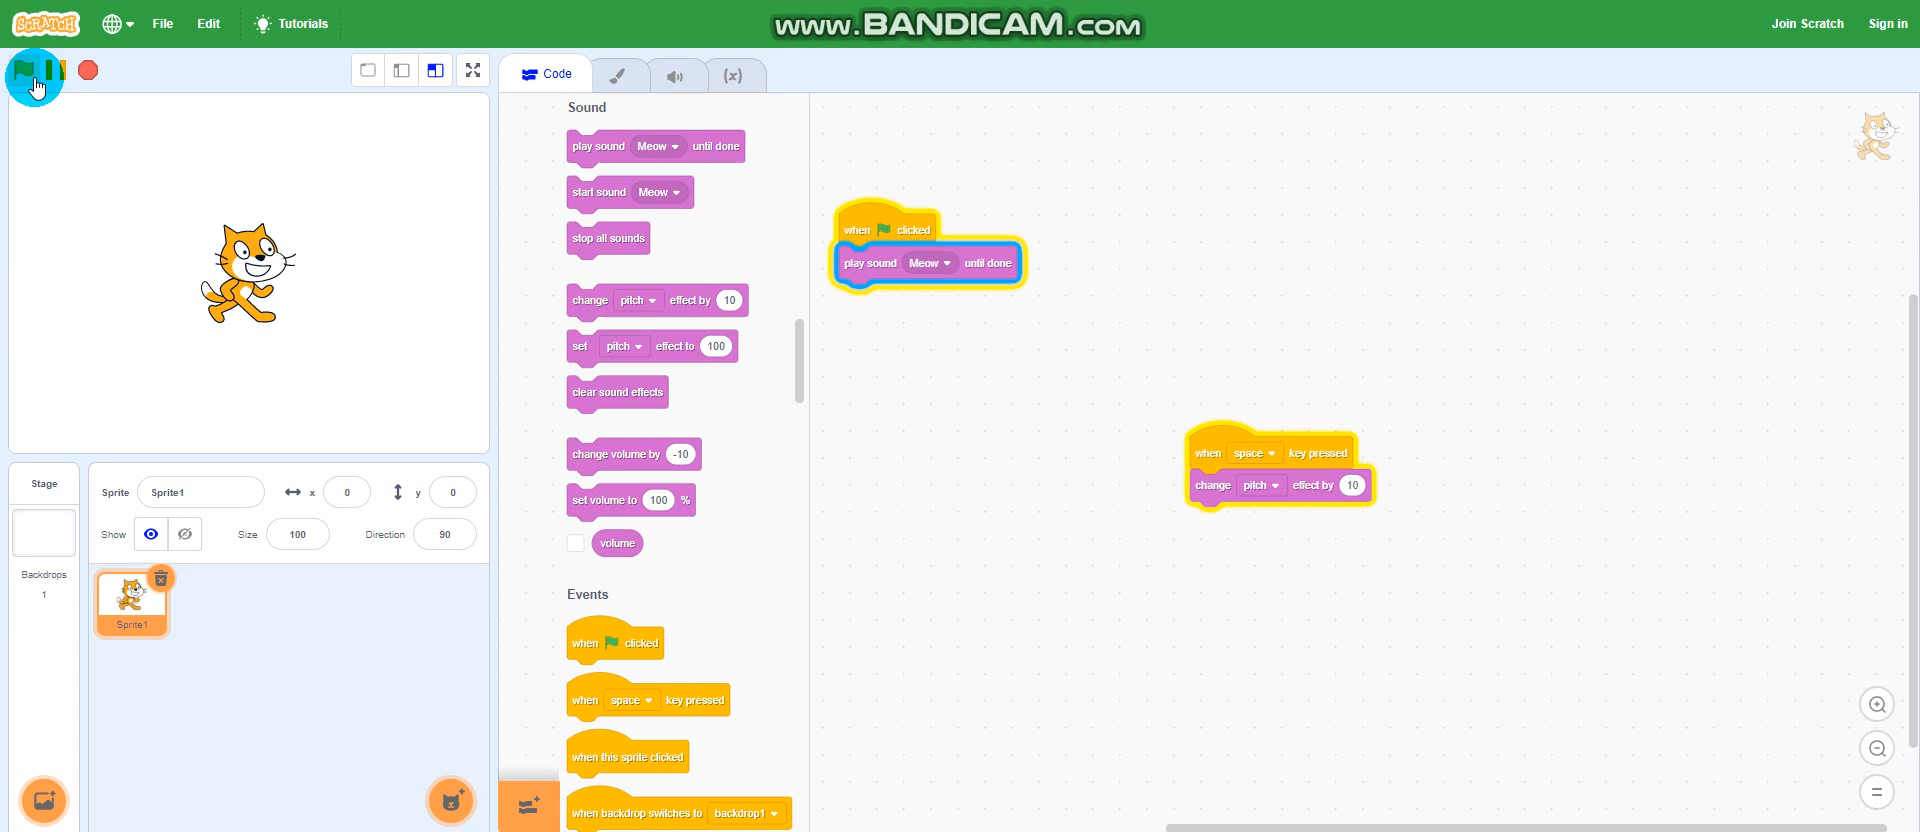 SCRATCH File Edit Tutorials www.BANDICAM.com Join Scratch Sign in
Code (x)
Sound
play sound Meow until done
start sound Meow
stop all sounds
change pitch effect by 10
set pitch effect to 100
clear sound effects
change volume by -10
set volume to 100 %
volume
Events
when clicked
when space key pressed
when this sprite clicked
when backdrop switches to backdrop1
when clicked
play sound Meow until done
when space key pressed
change pitch effect by 10
Stage
Backdrops
1
Sprite Sprite1 x 0 y 0
Show Size 100 Direction 90
Sprite1